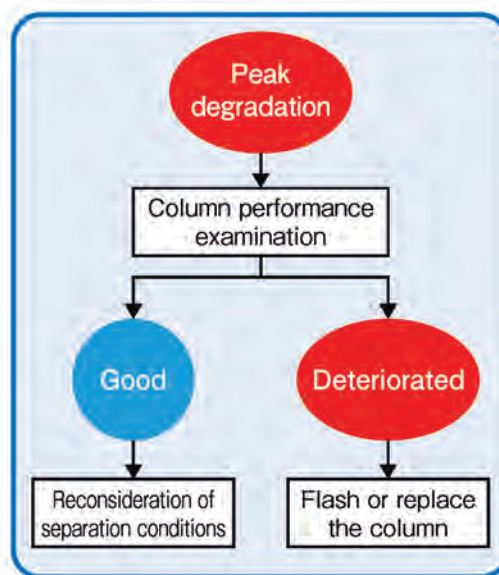 Peak
degradation
Column performance
examination
Good
Deteriorated
Reconsideration of
separation conditions
Flash or replace
the column